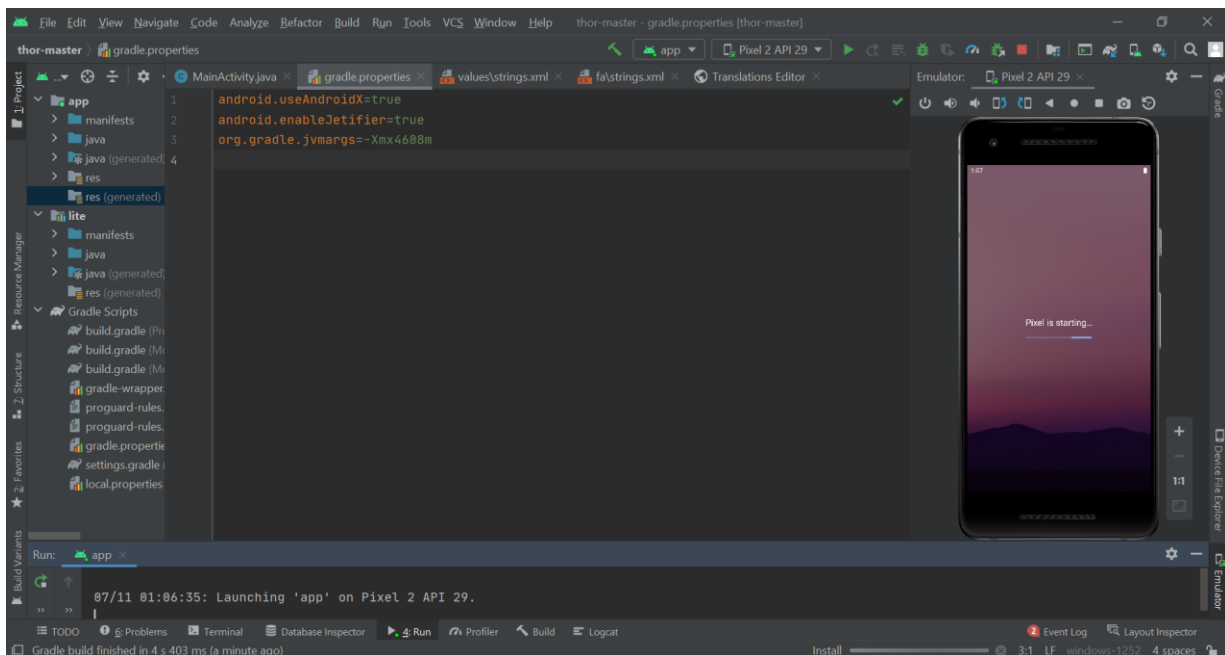 File Edit View Navigate Code Analyze Refactor Build Run Tools VCS Window Help thor-master - gradle.properties [thor-master]
thor-master gradle.properties app Pixel 2 API 29
MainActivity.java gradle.properties values\strings.xml fa\strings.xml Translations Editor Emulator: Pixel 2 API 29
1: Project
Resource Manager
Z: Structure
2: Favorites
Build Variants
app
manifests
java
java (generated)
res
res (generated)
lite
manifests
java
java (generated)
res (generated)
Gradle Scripts
build.gradle (Pro
build.gradle (Mo
build.gradle (Mo
gradle-wrapper.
proguard-rules.
proguard-rules.
gradle.propertie
settings.gradle
local.properties
1 android.useAndroidX=true
2 android.enableJetifier=true
3 org.gradle.jvmargs=-Xmx4608m
4
1:07
Pixel is starting...
1:1
Gradle
Device File Explorer
Emulator
Run: app
07/11 01:06:35: Launching 'app' on Pixel 2 API 29.
TODO 6: Problems Terminal Database Inspector 4: Run Profiler Build Logcat 2 Event Log Layout Inspector
Gradle build finished in 4 s 403 ms (a minute ago) Install 3:1 LF windows-1252 4 spaces